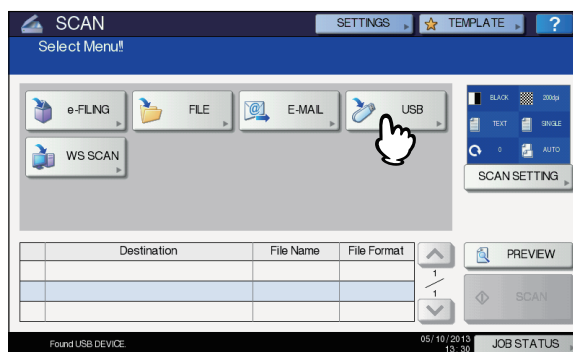 SCAN
SETTINGS
TEMPLATE
?
Select Menu!!
e-FILING
FILE
E-MAIL
USB
WS SCAN
BLACK
200dpi
TEXT
SINGLE
0
AUTO
SCAN SETTING
Destination File Name File Format
1
1
PREVIEW
SCAN
Found USB DEVICE.
05/10/2013
13:30
JOB STATUS